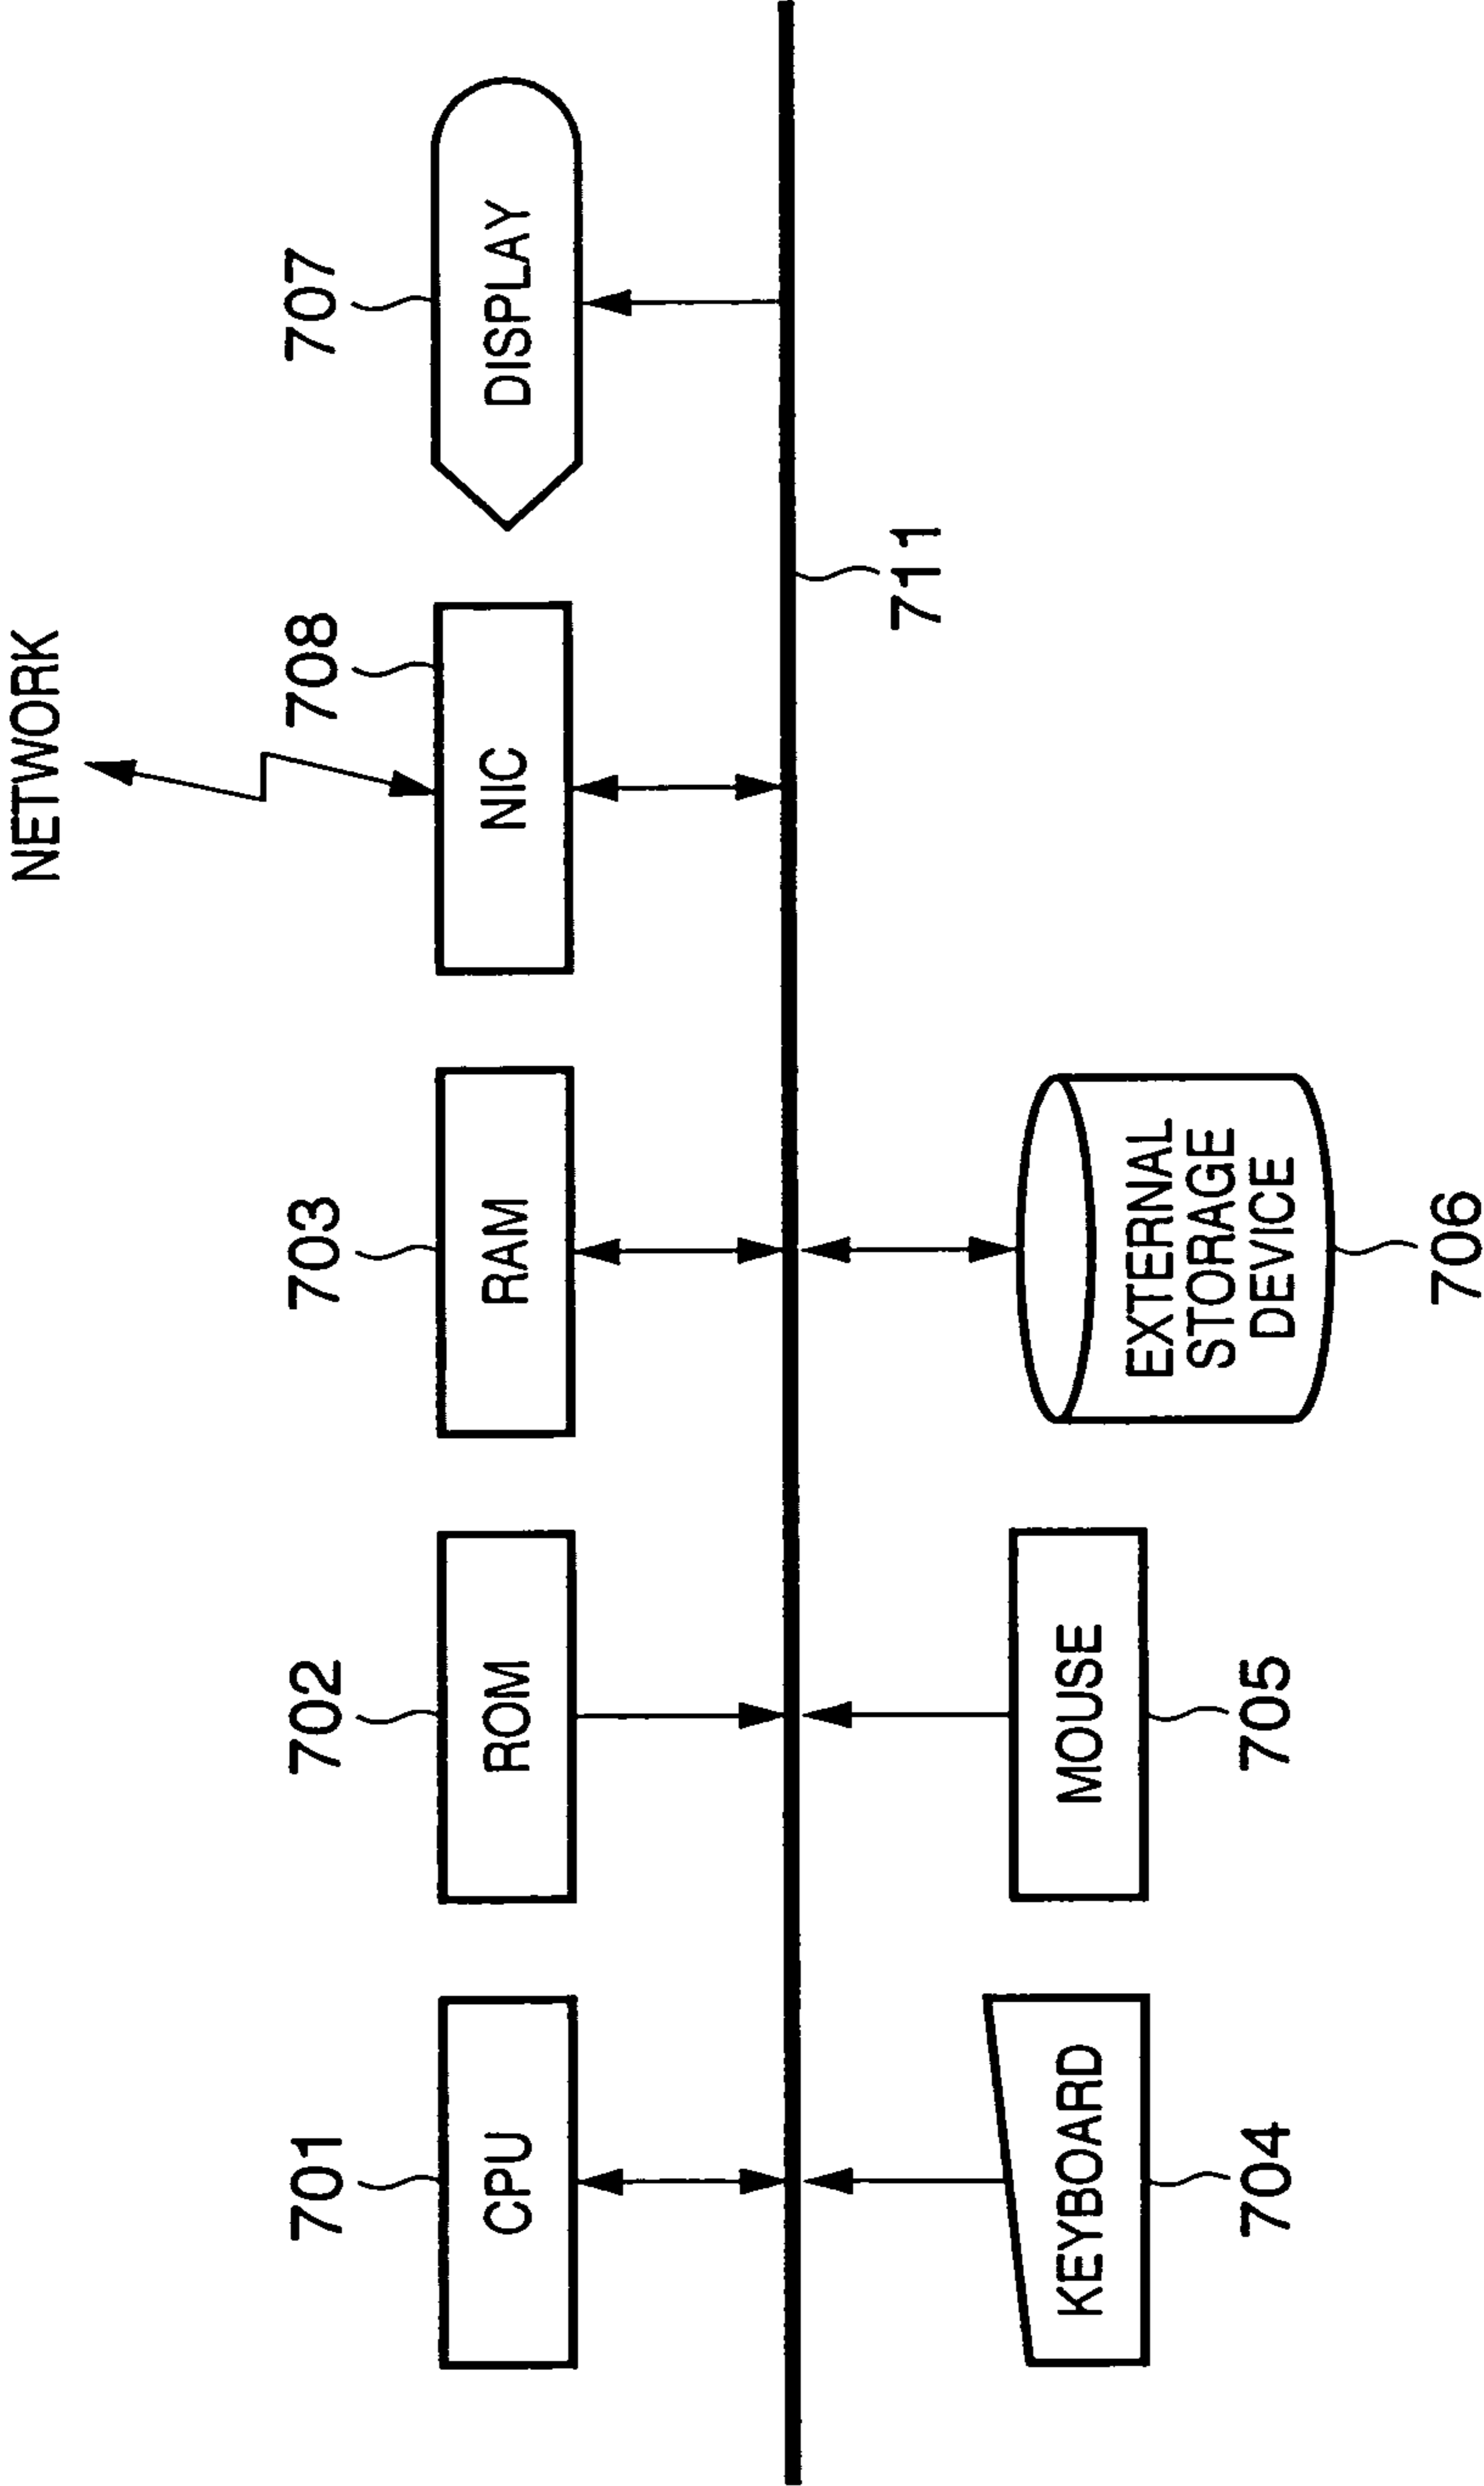 NETWORK
701
702
703
708
707
CPU
ROM
RAM
NIC
DISPLAY
711
KEYBOARD
MOUSE
EXTERNAL
STORAGE
DEVICE
704
705
706